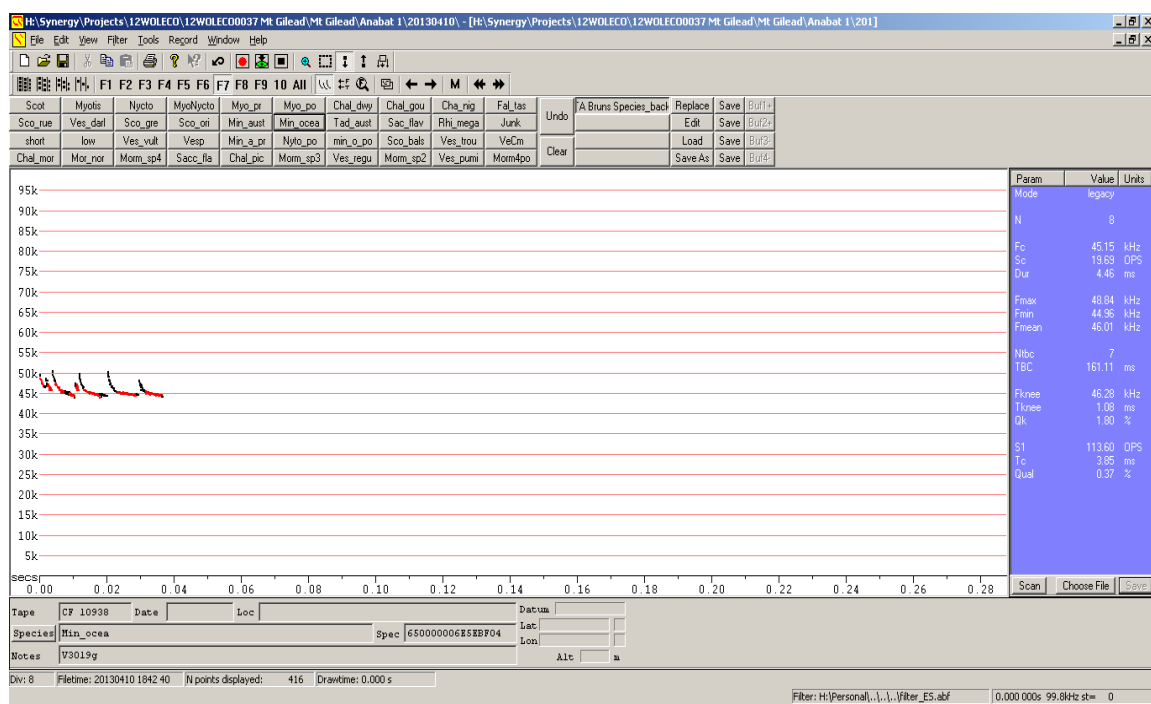 H:\Synergy\Projects\12WOLECO\12WOLECO0037 Mt Gilead\Mt Gilead\Anabat 1\20130410\ - [H:\Synergy\Projects\12WOLECO\12WOLECO00037 Mt Gilead\Mt Gilead\Anabat 1\201]
File Edit View Filter Tools Record Window Help
F1 F2 F3 F4 F5 F6 F7 F8 F9 10 All M
Scot Myotis Nycto MyoNycto Myo_pr Myo_po Chal_dwy Chal_gou Cha_nig Fal_tas Undo A Bruns Species_back Replace Save Buf1+
Sco_rue Ves_darl Sco_gre Sco_ori Min_aust Min_ocea Tad_aust Sac_flav Rhi_mega Junk Edit Save Buf2+
short low Ves_vult Vesp Min_a_pr Nyto_po min_o_po Sco_bals Ves_trou VeCm Clear Load Save Buf3-
Chal_mor Mor_nor Morm_sp4 Sacc_fla Chal_pic Morm_sp3 Ves_regu Morm_sp2 Ves_pumi Morm4po Save As Save Buf4-
95k
90k
85k
80k
75k
70k
65k
60k
55k
50k
45k
40k
35k
30k
25k
20k
15k
10k
5k
secs
0.00 0.02 0.04 0.06 0.08 0.10 0.12 0.14 0.16 0.18 0.20 0.22 0.24 0.26 0.28
Param Value Units
Mode legacy
N 8
Fc 45.15 kHz
Sc 19.69 OPS
Dur 4.46 ms
Fmax 48.84 kHz
Fmin 44.96 kHz
Fmean 46.01 kHz
Ntbc 7
TBC 161.11 ms
Fknee 46.28 kHz
Tknee 1.08 ms
Qk 1.80 %
S1 113.60 OPS
Tc 3.85 ms
Qual 0.37 %
Scan Choose File Save
Tape CF 10938 Date Loc Datum
Species Min_ocea Spec 650000006E5EBF04 Lat
Lon
Notes V3019g Alt m
Div: 8 Filetime: 20130410 1842 40 N points displayed: 416 Drawtime: 0.000 s
Filter: H:\Personal\..\..\..\filter_ES.abf 0.000 000s 99.8kHz st= 0